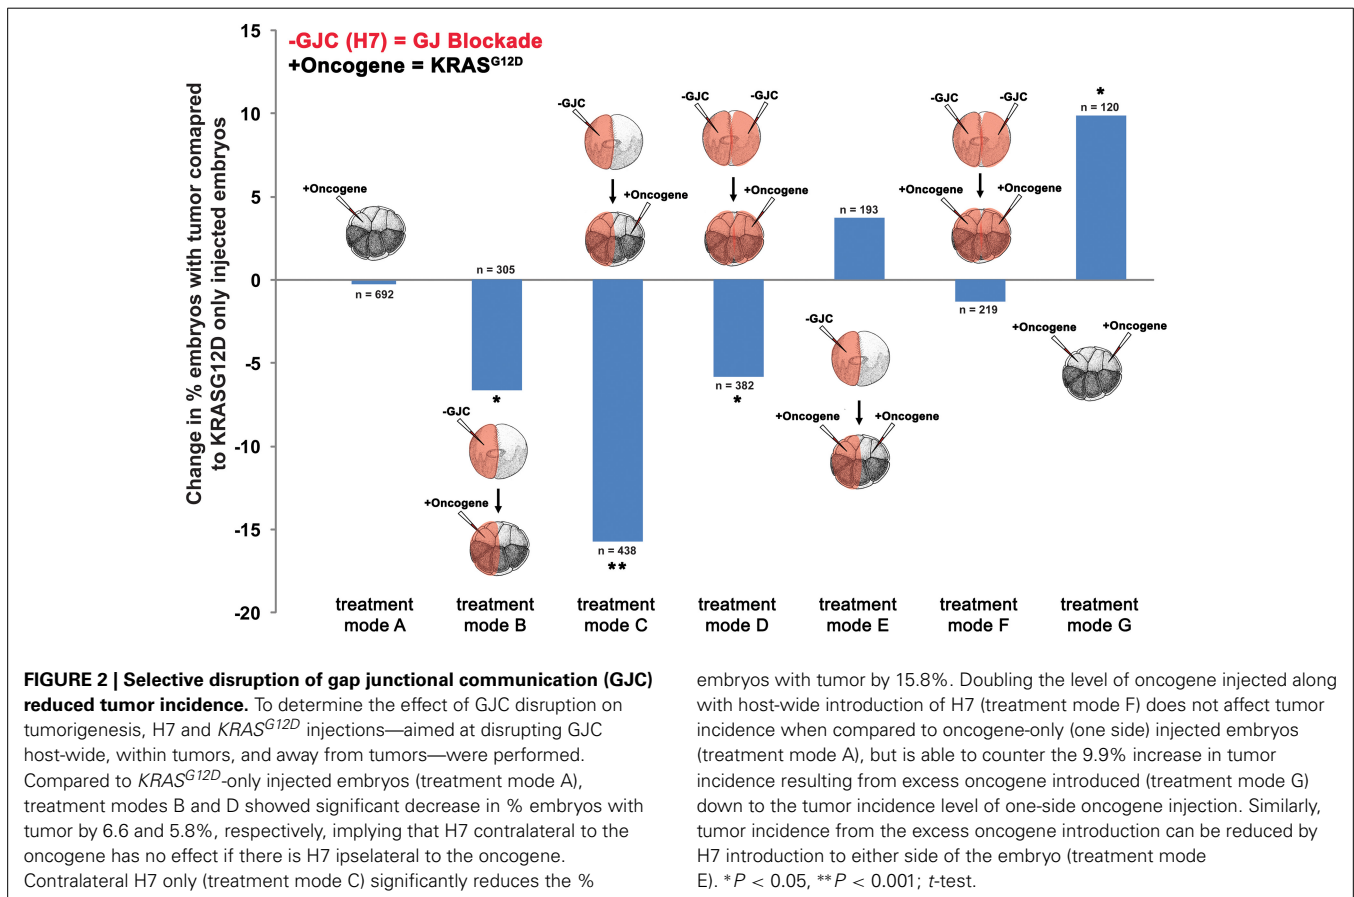 -GJC (H7) = GJ Blockade
+Oncogene = KRASG12D
Change in % embryos with tumor comapred
to KRASG12D only injected embryos
15
10
5
0
-5
-10
-15
-20
+Oncogene
n = 692
n = 305
*
-GJC
+Oncogene
-GJC
+Oncogene
n = 438
**
-GJC
-GJC
+Oncogene
n = 382
*
n = 193
-GJC
+Oncogene
+Oncogene
-GJC
-GJC
+Oncogene
+Oncogene
n = 219
*
n = 120
+Oncogene
+Oncogene
treatment
mode A
treatment
mode B
treatment
mode C
treatment
mode D
treatment
mode E
treatment
mode F
treatment
mode G
FIGURE 2 | Selective disruption of gap junctional communication (GJC)
reduced tumor incidence. To determine the effect of GJC disruption on
tumorigenesis, H7 and KRASG12D injections—aimed at disrupting GJC
host-wide, within tumors, and away from tumors—were performed.
Compared to KRASG12D-only injected embryos (treatment mode A),
treatment modes B and D showed significant decrease in % embryos with
tumor by 6.6 and 5.8%, respectively, implying that H7 contralateral to the
oncogene has no effect if there is H7 ipselateral to the oncogene.
Contralateral H7 only (treatment mode C) significantly reduces the %
embryos with tumor by 15.8%. Doubling the level of oncogene injected along
with host-wide introduction of H7 (treatment mode F) does not affect tumor
incidence when compared to oncogene-only (one side) injected embryos
(treatment mode A), but is able to counter the 9.9% increase in tumor
incidence resulting from excess oncogene introduced (treatment mode G)
down to the tumor incidence level of one-side oncogene injection. Similarly,
tumor incidence from the excess oncogene introduction can be reduced by
H7 introduction to either side of the embryo (treatment mode
E). *P < 0.05, **P < 0.001; t-test.